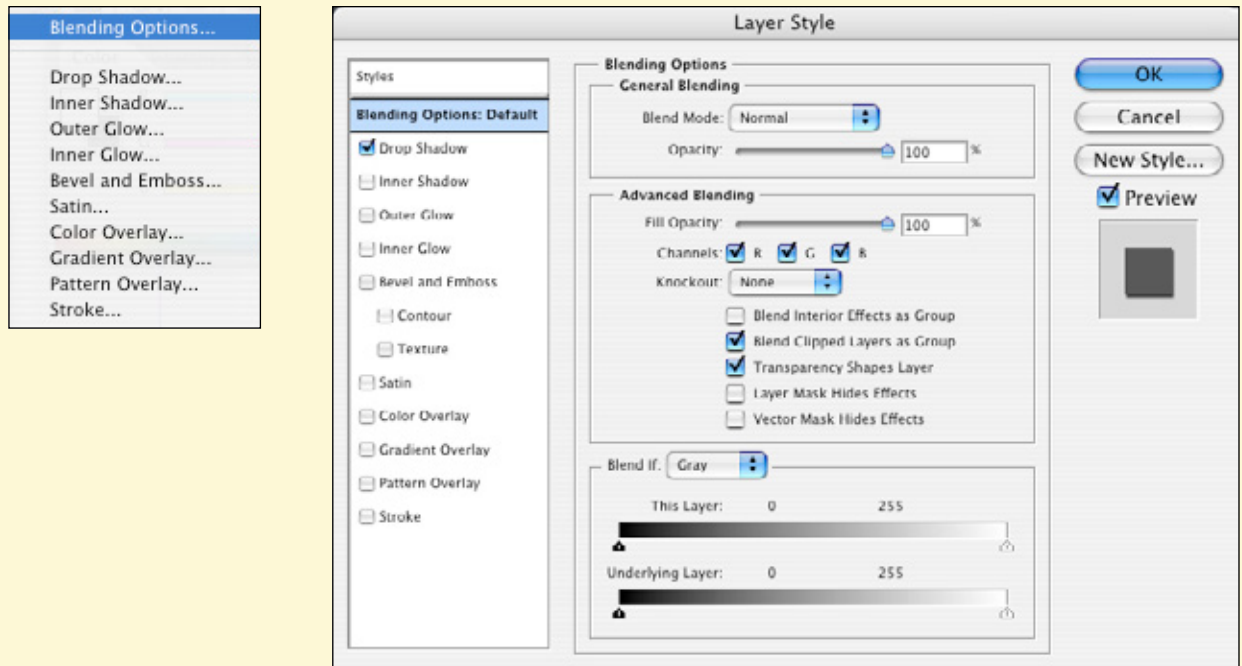 Blending Options...
Drop Shadow...
Inner Shadow...
Outer Glow...
Inner Glow...
Bevel and Emboss...
Satin...
Color Overlay...
Gradient Overlay...
Pattern Overlay...
Stroke...
Layer Style
Styles
Blending Options: Default
Drop Shadow
Inner Shadow
Outer Glow
Inner Glow
Bevel and Emboss
Contour
Texture
Satin
Color Overlay
Gradient Overlay
Pattern Overlay
Stroke
Blending Options
General Blending
Blend Mode: Normal
Opacity: 100 %
Advanced Blending
Fill Opacity: 100 %
Channels: R G B
Knockout: None
Blend Interior Effects as Group
Blend Clipped Layers as Group
Transparency Shapes Layer
Layer Mask Hides Effects
Vector Mask Hides Effects
Blend If: Gray
This Layer: 0 255
Underlying Layer: 0 255
OK
Cancel
New Style...
Preview